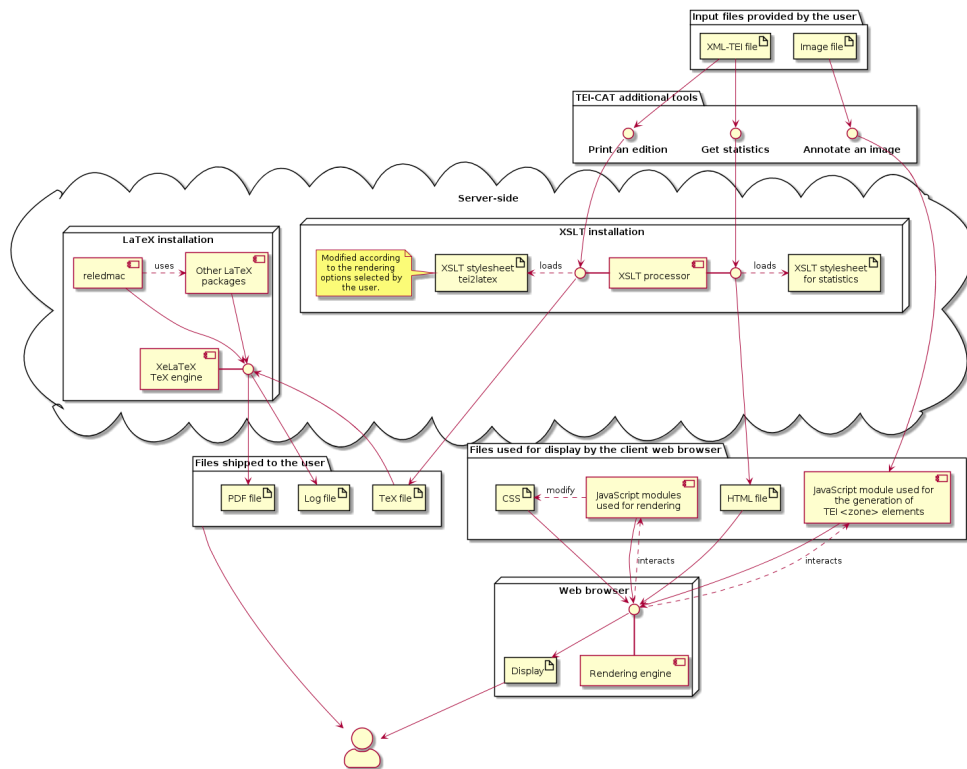 Input files provided by the user
XML-TEI file
Image file
TEI-CAT additional tools
Print an edition
Get statistics
Annotate an image
Server-side
LaTeX installation
reledmac
uses
Other LaTeX
packages
XeLaTeX
TeX engine
XSLT installation
Modified according
to the rendering
options selected by
the user.
XSLT stylesheet
tei2latex
loads
XSLT processor
loads
XSLT stylesheet
for statistics
Files shipped to the user
PDF file
Log file
TeX file
Files used for display by the client web browser
CSS
modify
JavaScript modules
used for rendering
HTML file
JavaScript module used for
the generation of
TEI <zone> elements
interacts
interacts
Web browser
Display
Rendering engine